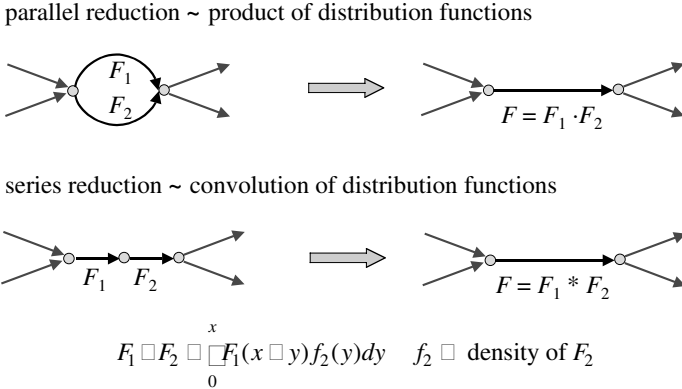 parallel reduction ~ product of distribution functions
F₁
F₂
F = F₁ · F₂
series reduction ~ convolution of distribution functions
F₁ F₂
F = F₁ * F₂
x
F₁ □ F₂ □ □ F₁(x □ y) f₂(y)dy f₂ □ density of F₂
0